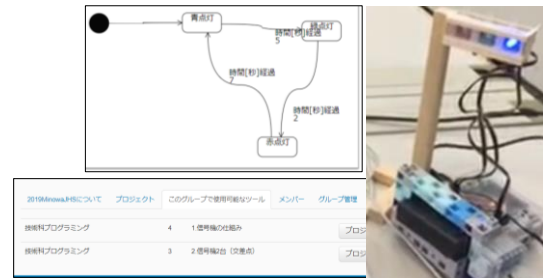 青点灯
時間[秒]経過
5
時間[秒]経過
7
時間[秒]経過
2
赤点灯
2019MinowaJHSについて プロジェクト このグループで使用可能なツール メンバー グループ管理
技術科プログラミング 4 1.信号機の仕組み
技術科プログラミング 3 2.信号機2台（交差点）